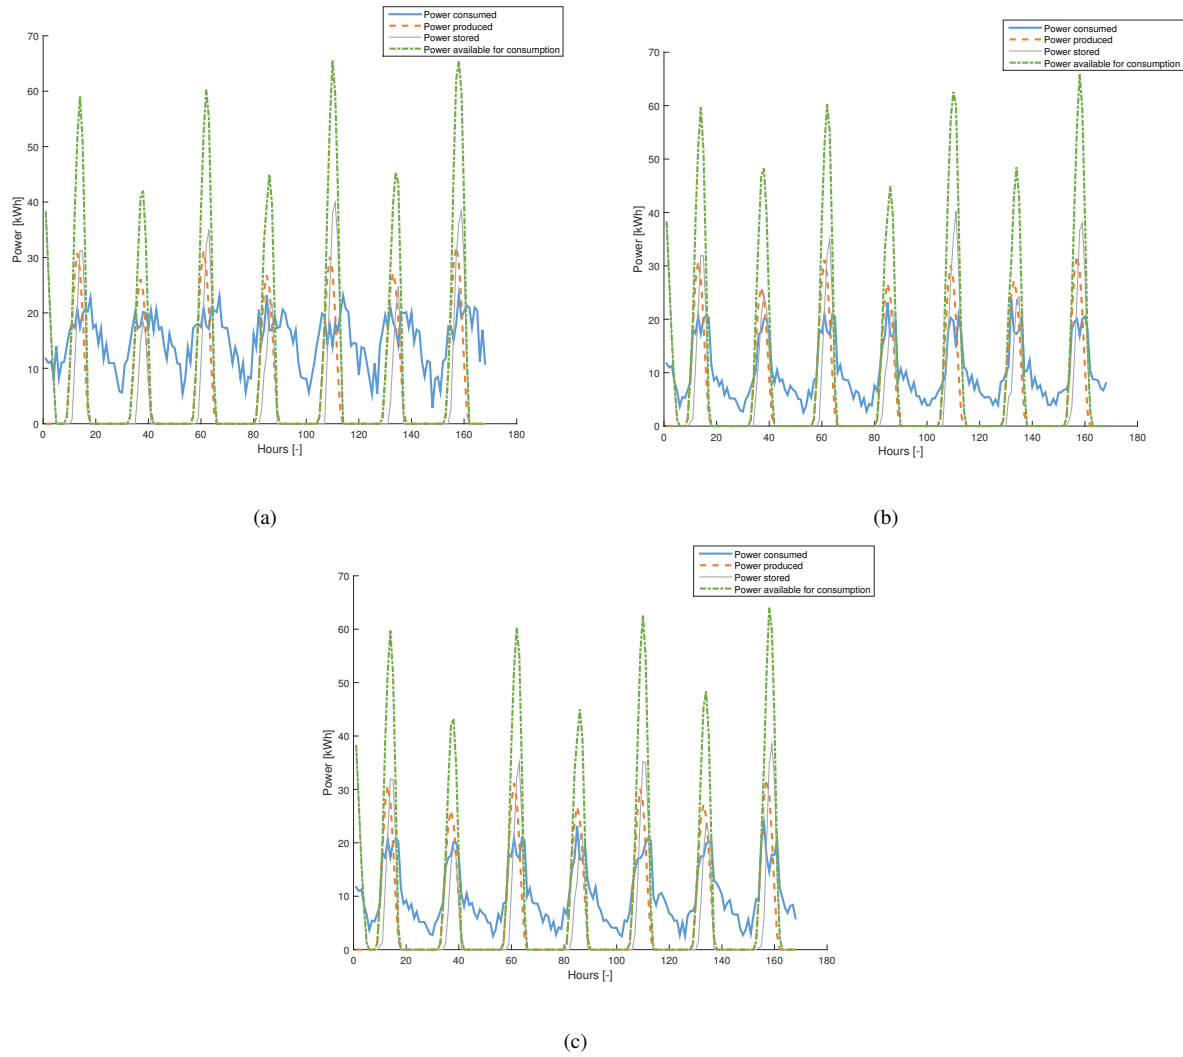 Power consumed
Power produced
Power stored
Power available for consumption
70
60
50
40
30
20
10
0
Power [kWh]
0 20 40 60 80 100 120 140 160 180
Hours [-]
(a)
Power consumed
Power produced
Power stored
Power available for consumption
70
60
50
40
30
20
10
0
Power [kWh]
0 20 40 60 80 100 120 140 160 180
Hours [-]
(b)
Power consumed
Power produced
Power stored
Power available for consumption
70
60
50
40
30
20
10
0
Power [kWh]
0 20 40 60 80 100 120 140 160 180
Hours [-]
(c)